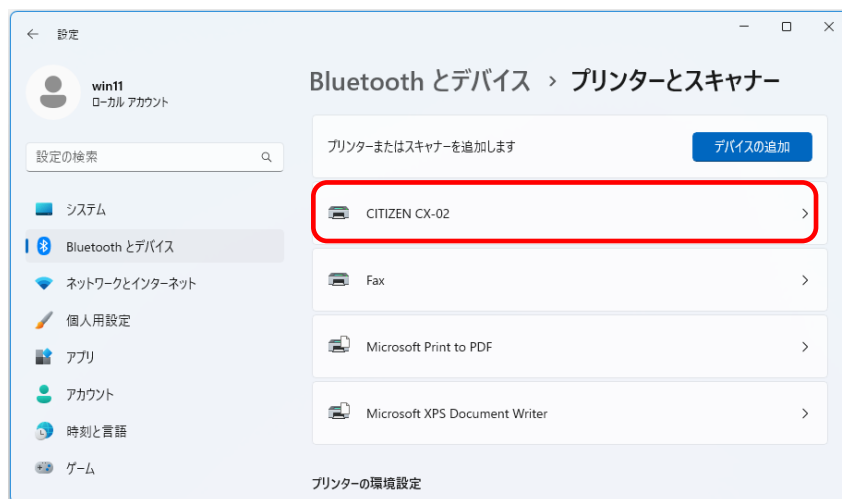 設定
win11
ローカル アカウント
設定の検索
システム
Bluetooth とデバイス
ネットワークとインターネット
個人用設定
アプリ
アカウント
時刻と言語
ゲーム
Bluetooth とデバイス › プリンターとスキャナー
プリンターまたはスキャナーを追加します
デバイスの追加
CITIZEN CX-02
Fax
Microsoft Print to PDF
Microsoft XPS Document Writer
プリンターの環境設定